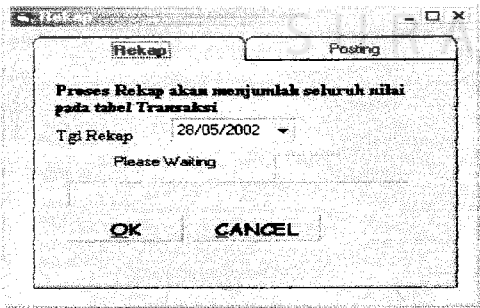 Rekap
Rekap Posting
Proses Rekap akan menjumlah seluruh nilai
pada tabel Transaksi
Tgl Rekap 28/05/2002
Please Waiting
OK CANCEL